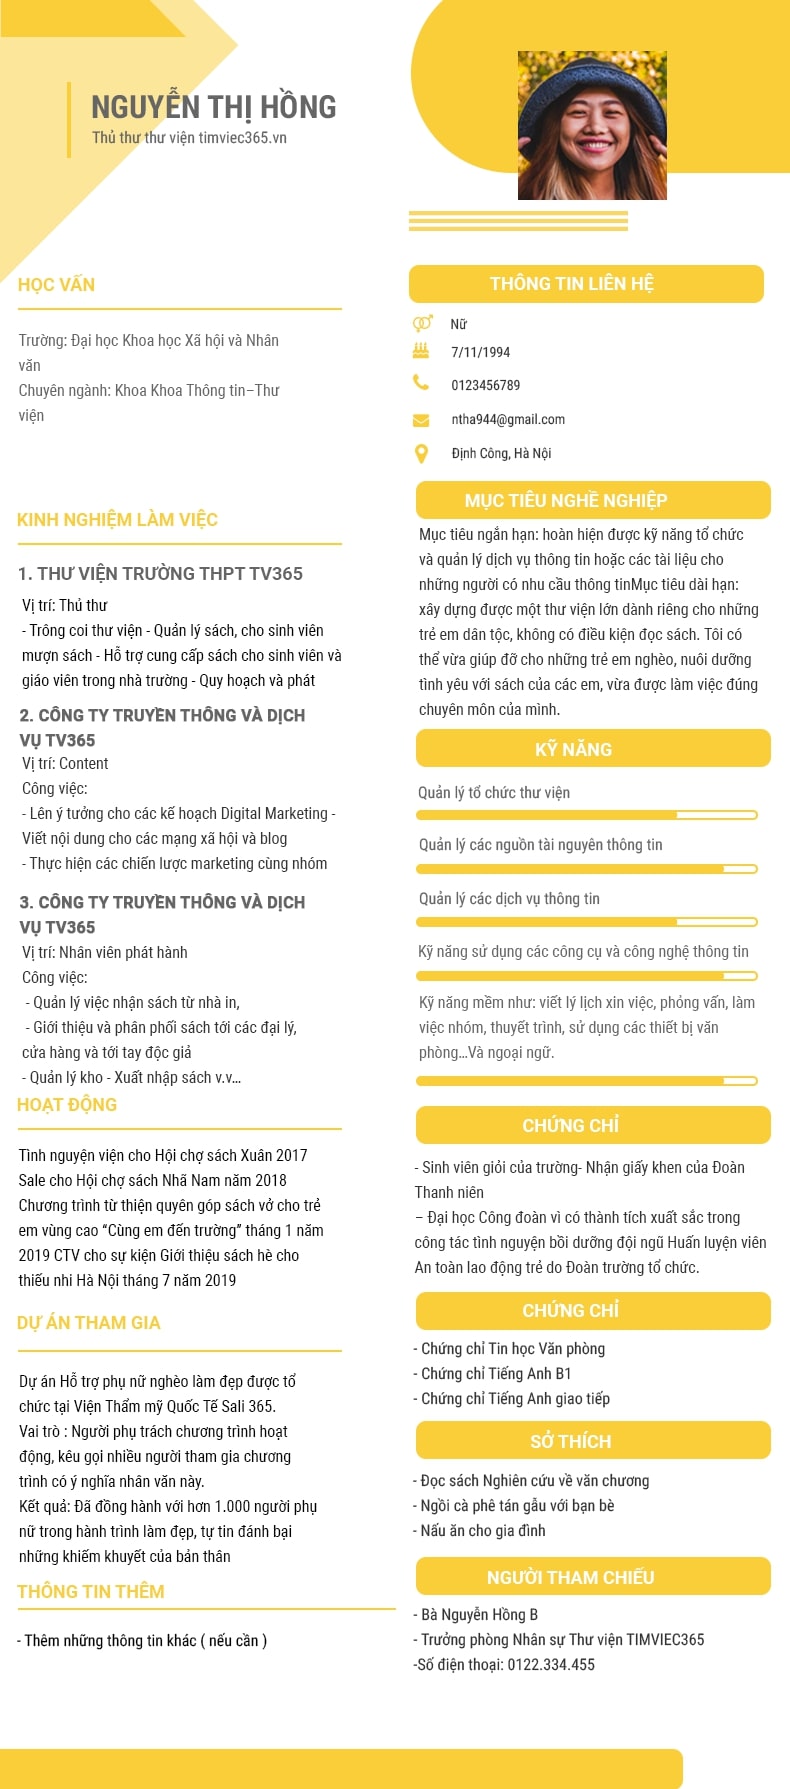 NGUYỄN THỊ HỒNG
Thủ thư thư viện timviec365.vn
HỌC VẤN
Trường: Đại học Khoa học Xã hội và Nhân
văn
Chuyên ngành: Khoa Khoa Thông tin–Thư
viện
KINH NGHIỆM LÀM VIỆC
1. THƯ VIỆN TRƯỜNG THPT TV365
Vị trí: Thủ thư
- Trông coi thư viện - Quản lý sách, cho sinh viên
mượn sách - Hỗ trợ cung cấp sách cho sinh viên và
giáo viên trong nhà trường - Quy hoạch và phát
2. CÔNG TY TRUYỀN THÔNG VÀ DỊCH
VỤ TV365
Vị trí: Content
Công việc:
- Lên ý tưởng cho các kế hoạch Digital Marketing -
Viết nội dung cho các mạng xã hội và blog
- Thực hiện các chiến lược marketing cùng nhóm
3. CÔNG TY TRUYỀN THÔNG VÀ DỊCH
VỤ TV365
Vị trí: Nhân viên phát hành
Công việc:
- Quản lý việc nhận sách từ nhà in,
- Giới thiệu và phân phối sách tới các đại lý,
cửa hàng và tới tay độc giả
- Quản lý kho - Xuất nhập sách v.v...
HOẠT ĐỘNG
Tình nguyện viện cho Hội chợ sách Xuân 2017
Sale cho Hội chợ sách Nhã Nam năm 2018
Chương trình từ thiện quyên góp sách vở cho trẻ
em vùng cao “Cùng em đến trường” tháng 1 năm
2019 CTV cho sự kiện Giới thiệu sách hè cho
thiếu nhi Hà Nội tháng 7 năm 2019
DỰ ÁN THAM GIA
Dự án Hỗ trợ phụ nữ nghèo làm đẹp được tổ
chức tại Viện Thẩm mỹ Quốc Tế Sali 365.
Vai trò : Người phụ trách chương trình hoạt
động, kêu gọi nhiều người tham gia chương
trình có ý nghĩa nhân văn này.
Kết quả: Đã đồng hành với hơn 1.000 người phụ
nữ trong hành trình làm đẹp, tự tin đánh bại
những khiếm khuyết của bản thân
THÔNG TIN THÊM
- Thêm những thông tin khác ( nếu cần )
THÔNG TIN LIÊN HỆ
Nữ
7/11/1994
0123456789
ntha944@gmail.com
Định Công, Hà Nội
MỤC TIÊU NGHỀ NGHIỆP
Mục tiêu ngắn hạn: hoàn hiện được kỹ năng tổ chức
và quản lý dịch vụ thông tin hoặc các tài liệu cho
những người có nhu cầu thông tinMục tiêu dài hạn:
xây dựng được một thư viện lớn dành riêng cho những
trẻ em dân tộc, không có điều kiện đọc sách. Tôi có
thể vừa giúp đỡ cho những trẻ em nghèo, nuôi dưỡng
tình yêu với sách của các em, vừa được làm việc đúng
chuyên môn của mình.
KỸ NĂNG
Quản lý tổ chức thư viện
Quản lý các nguồn tài nguyên thông tin
Quản lý các dịch vụ thông tin
Kỹ năng sử dụng các công cụ và công nghệ thông tin
Kỹ năng mềm như: viết lý lịch xin việc, phỏng vấn, làm
việc nhóm, thuyết trình, sử dụng các thiết bị văn
phòng...Và ngoại ngữ.
CHỨNG CHỈ
- Sinh viên giỏi của trường- Nhận giấy khen của Đoàn
Thanh niên
– Đại học Công đoàn vì có thành tích xuất sắc trong
công tác tình nguyện bồi dưỡng đội ngũ Huấn luyện viên
An toàn lao động trẻ do Đoàn trường tổ chức.
CHỨNG CHỈ
- Chứng chỉ Tin học Văn phòng
- Chứng chỉ Tiếng Anh B1
- Chứng chỉ Tiếng Anh giao tiếp
SỞ THÍCH
- Đọc sách Nghiên cứu về văn chương
- Ngồi cà phê tán gẫu với bạn bè
- Nấu ăn cho gia đình
NGƯỜI THAM CHIẾU
- Bà Nguyễn Hồng B
- Trưởng phòng Nhân sự Thư viện TIMVIEC365
-Số điện thoại: 0122.334.455